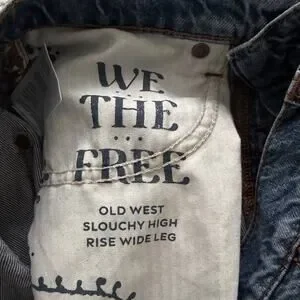 WE
THE
FREE
OLD WEST
SLOUCHY HIGH
RISE WIDE LEG